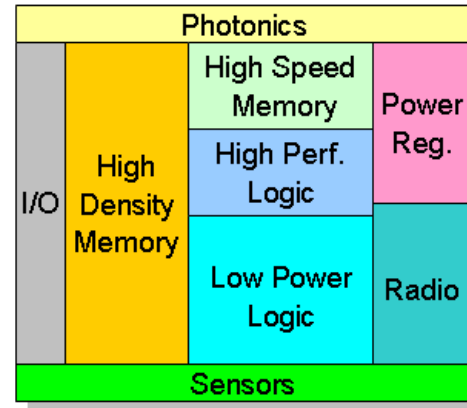 Photonics
I/O
High
Density
Memory
High Speed
Memory
High Perf.
Logic
Low Power
Logic
Power
Reg.
Radio
Sensors